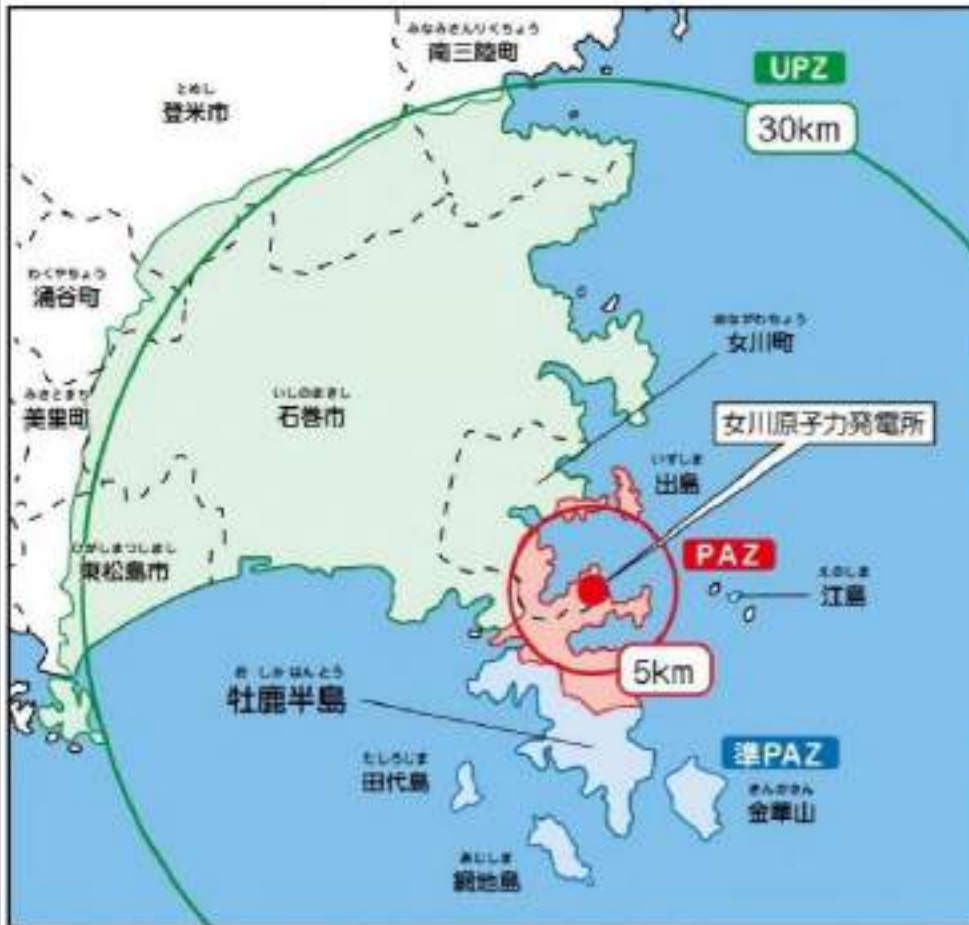 みなみさんりくちょう
南三陸町
UPZ
30km
とめし
登米市
わくやちょう
涌谷町
おながわちょう
女川町
みさとまち
美里町
いしのまきし
石巻市
女川原子力発電所
いずしま
出島
ひがしまつしまし
東松島市
PAZ
えのしま
江島
5km
おしかはんとう
牡鹿半島
準PAZ
たしろじま
田代島
きんかさん
金華山
あじしま
網地島